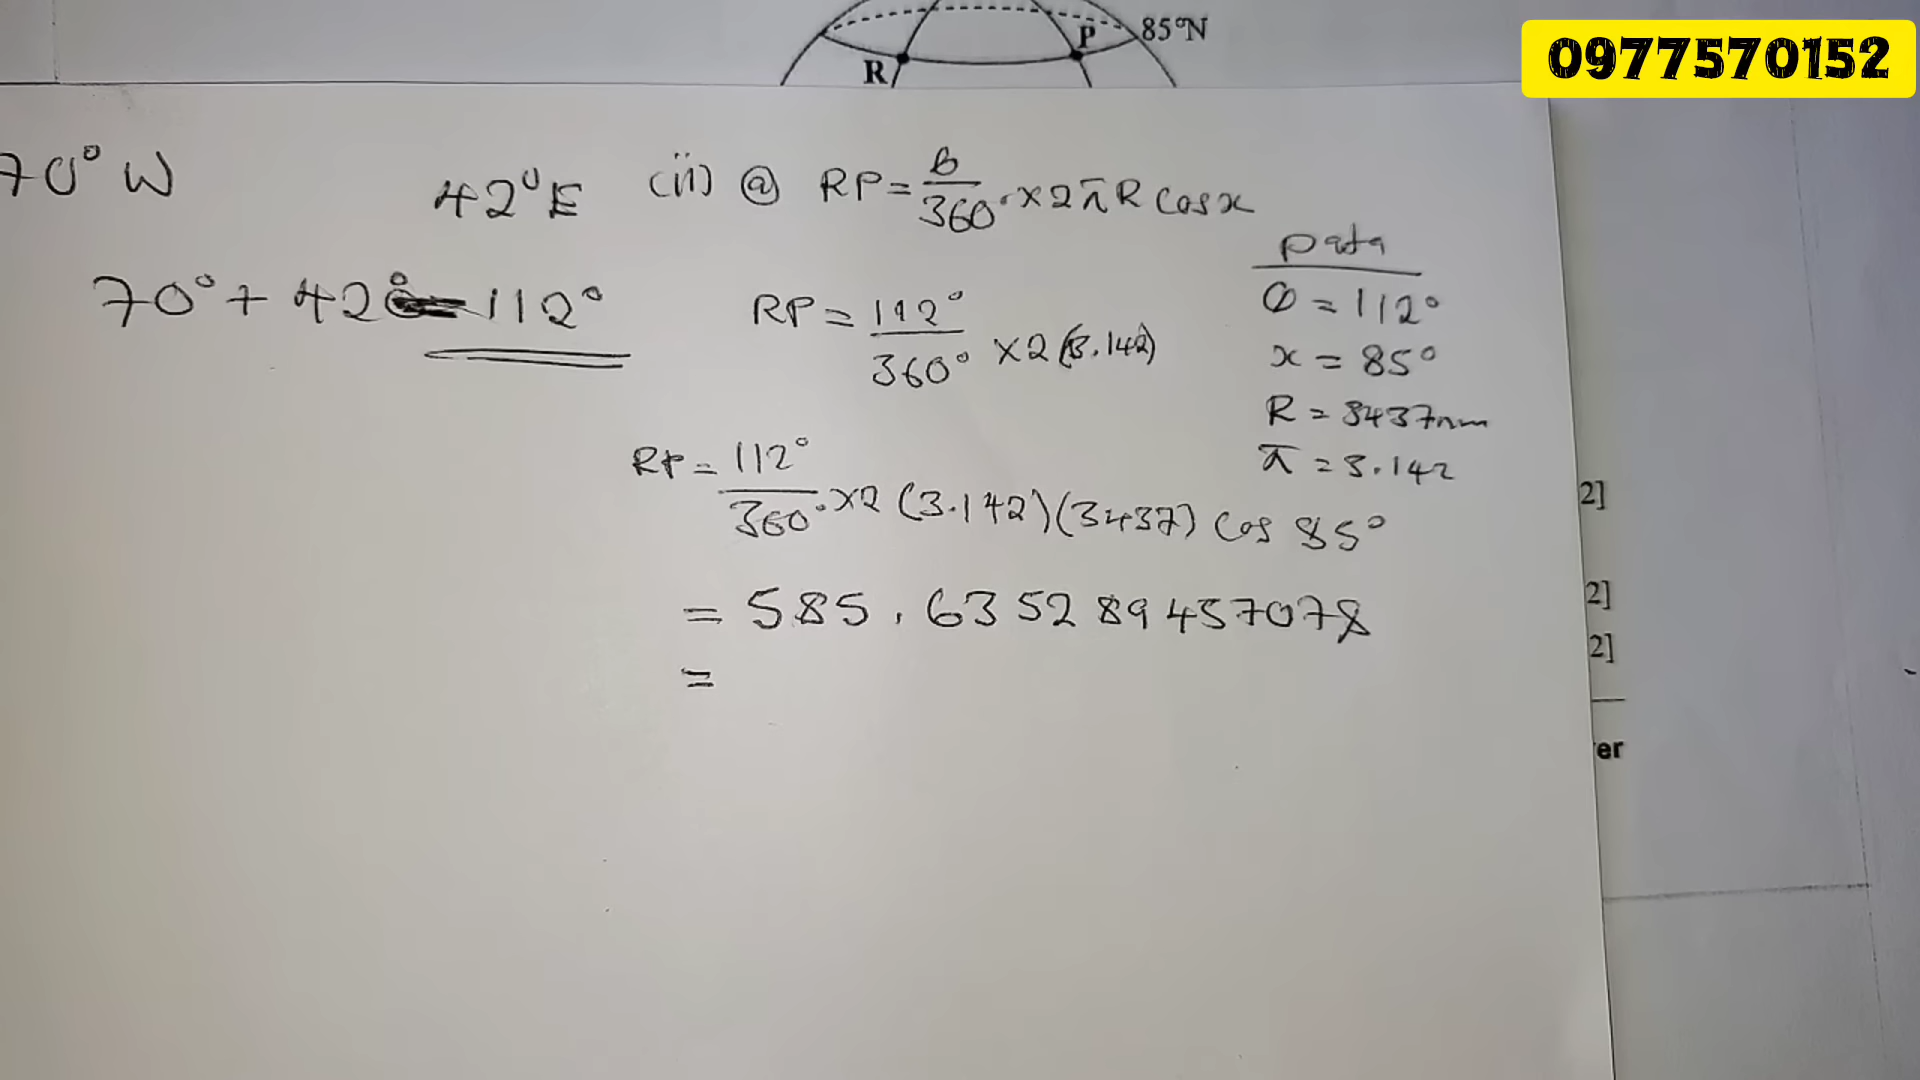 85°N
P
R
0977570152
70° W
42° E
(ii) @ RP = θ/360° × 2πR cos x
70° + 42° = 112°
Data
θ = 112°
x = 85°
R = 3437nm
π = 3.142
RP = 112°/360° × 2(3.142)
RP = 112°/360° × 2(3.142)(3437) cos 85°
= 585.635289457078
=
2]
2]
2]
er